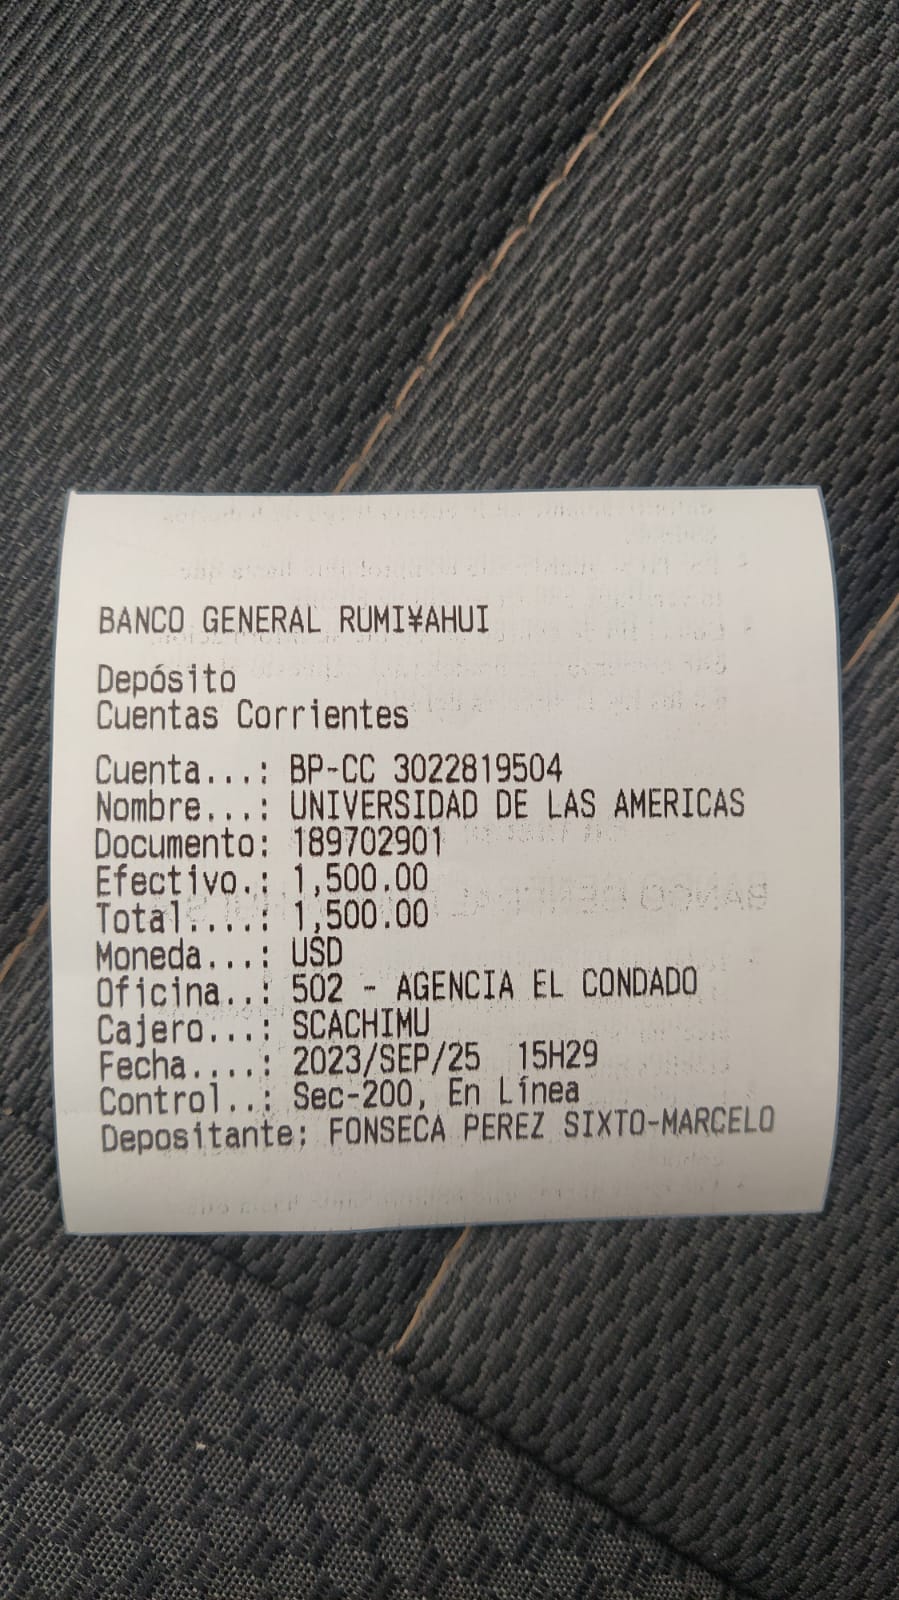 BANCO GENERAL RUMI¥AHUI
Depósito
Cuentas Corrientes
Cuenta...: BP-CC 3022819504
Nombre...: UNIVERSIDAD DE LAS AMERICAS
Documento: 189702901
Efectivo.: 1,500.00
Total....: 1,500.00
Moneda...: USD
Oficina..: 502 - AGENCIA EL CONDADO
Cajero...: SCACHIMU
Fecha....: 2023/SEP/25 15H29
Control..: Sec-200, En Línea
Depositante: FONSECA PEREZ SIXTO-MARCELO